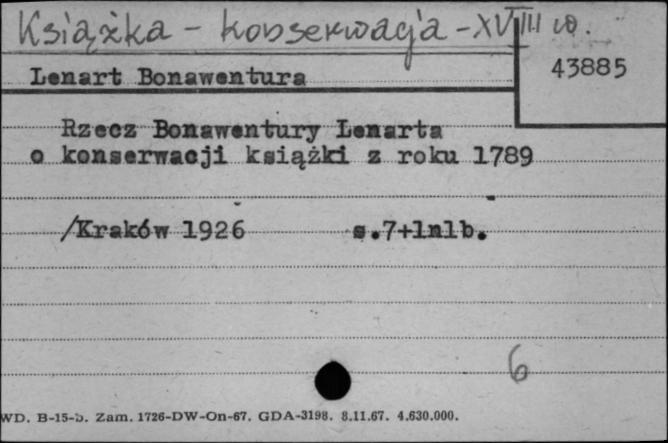 Książka - konserwacja - XVIII w.
43885
Lenart Bonawentura
Rzecz Bonawentury Lenarta
o konserwacji książki z roku 1789
/Kraków 1926 s.7+1nlb.
6
WD. B-15-b. Zam. 1726-DW-On-67. GDA-3198. 8.11.67. 4.630.000.